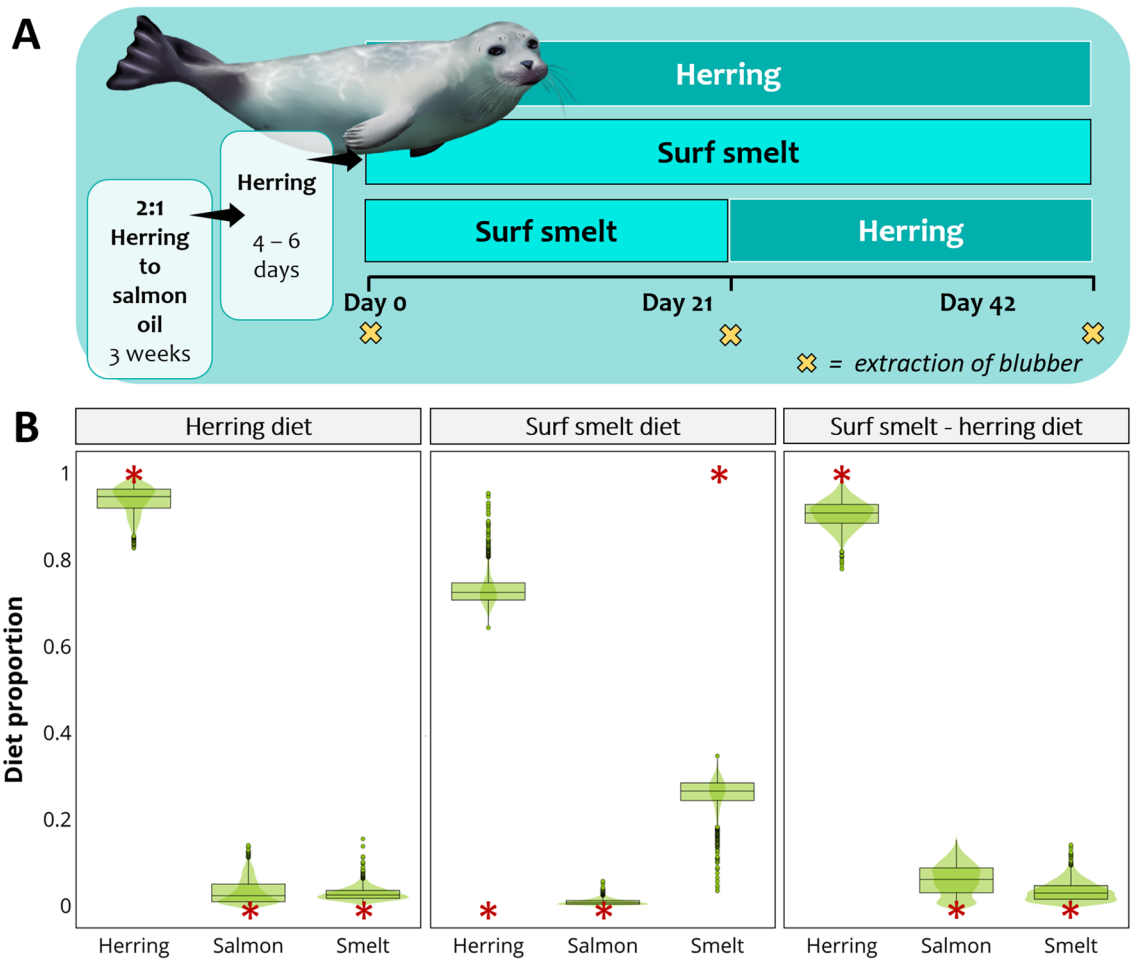 A
Herring
Surf smelt
Surf smelt
Herring
Herring
4 – 6
days
2:1
Herring
to
salmon
oil
3 weeks
Day 0
Day 21
Day 42
= extraction of blubber
B
Herring diet
Surf smelt diet
Surf smelt - herring diet
Diet proportion
1
0.8
0.6
0.4
0.2
0
* * *
* * *
* * *
Herring Salmon Smelt
Herring Salmon Smelt
Herring Salmon Smelt